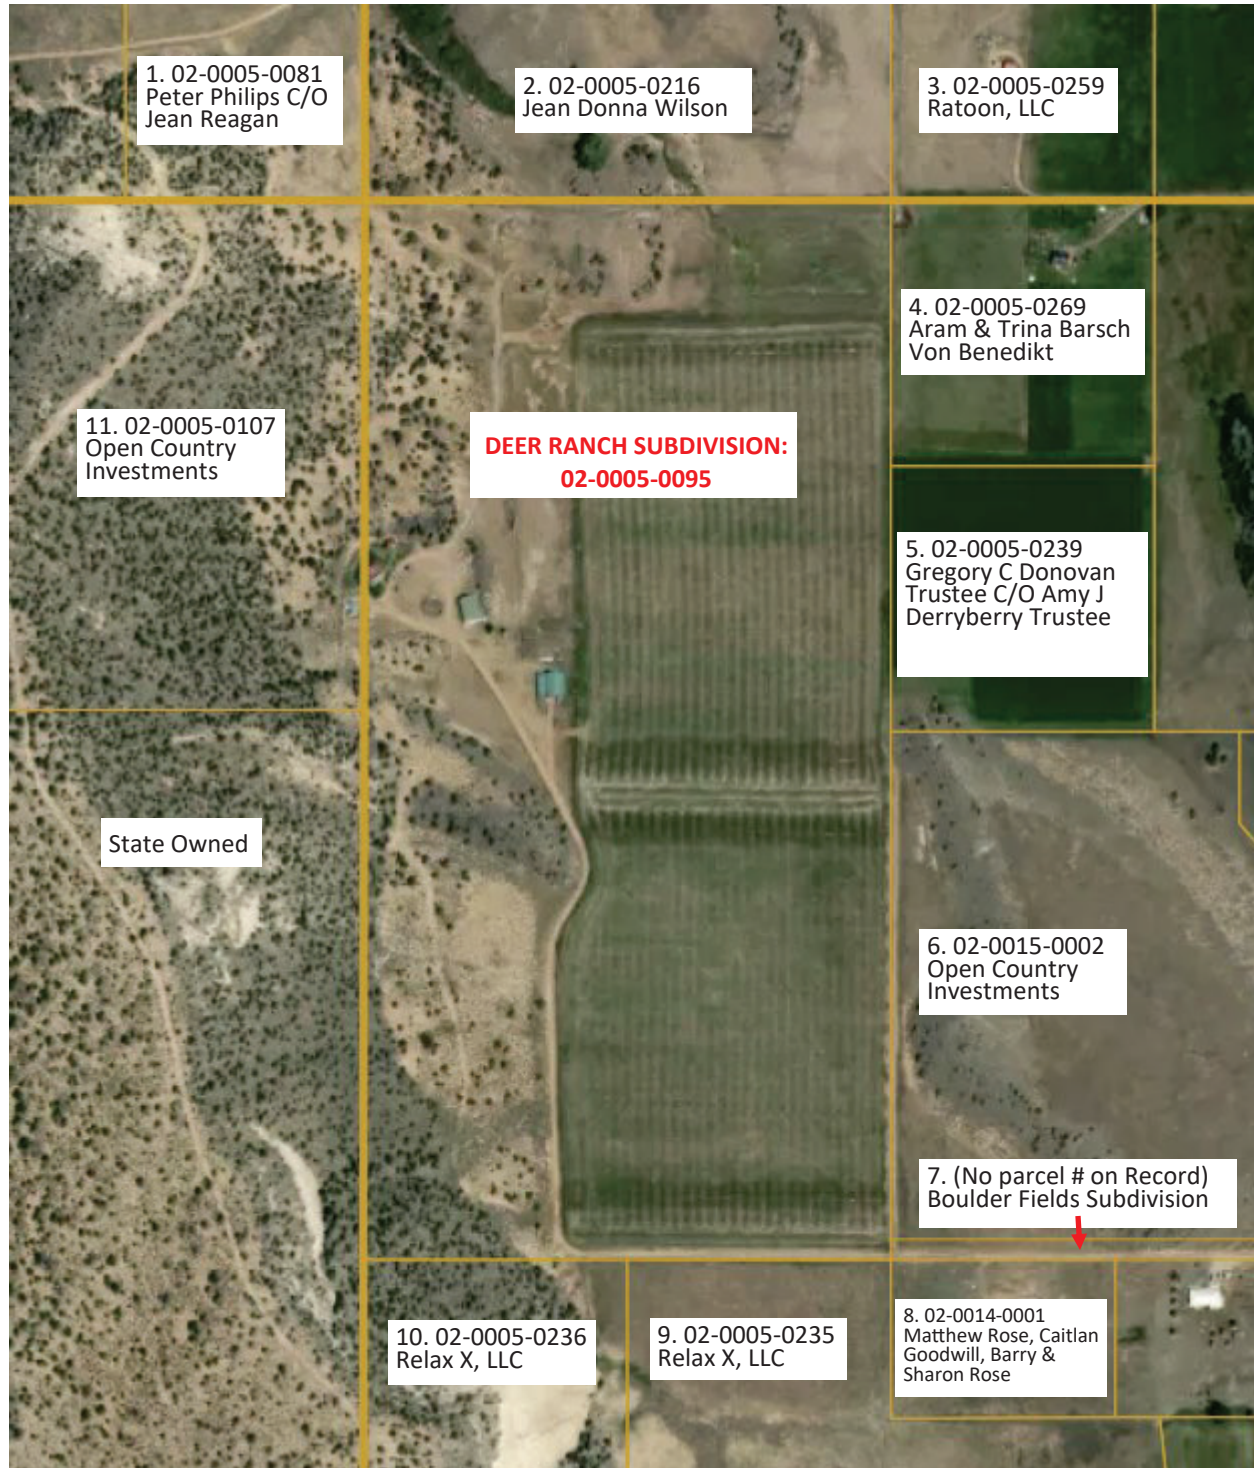 1. 02-0005-0081
Peter Philips C/O
Jean Reagan
2. 02-0005-0216
Jean Donna Wilson
3. 02-0005-0259
Ratoon, LLC
4. 02-0005-0269
Aram & Trina Barsch
Von Benedikt
11. 02-0005-0107
Open Country
Investments
DEER RANCH SUBDIVISION:
02-0005-0095
5. 02-0005-0239
Gregory C Donovan
Trustee C/O Amy J
Derryberry Trustee
State Owned
6. 02-0015-0002
Open Country
Investments
7. (No parcel # on Record)
Boulder Fields Subdivision
10. 02-0005-0236
Relax X, LLC
9. 02-0005-0235
Relax X, LLC
8. 02-0014-0001
Matthew Rose, Caitlan
Goodwill, Barry &
Sharon Rose